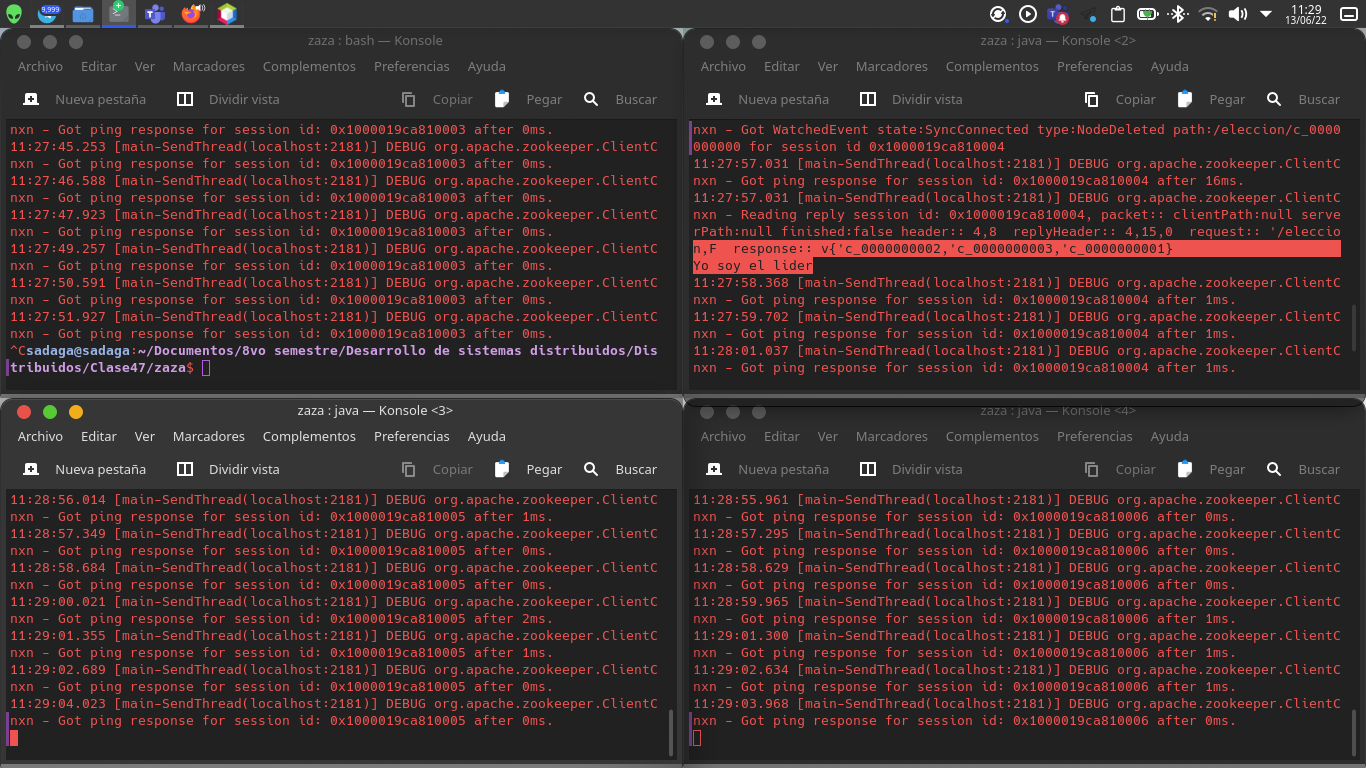 9,999
11:29
13/06/22
zaza : bash — Konsole
Archivo Editar Ver Marcadores Complementos Preferencias Ayuda
Nueva pestaña Dividir vista Copiar Pegar Buscar
nxn - Got ping response for session id: 0x1000019ca810003 after 0ms.
11:27:45.253 [main-SendThread(localhost:2181)] DEBUG org.apache.zookeeper.ClientC
nxn - Got ping response for session id: 0x1000019ca810003 after 0ms.
11:27:46.588 [main-SendThread(localhost:2181)] DEBUG org.apache.zookeeper.ClientC
nxn - Got ping response for session id: 0x1000019ca810003 after 0ms.
11:27:47.923 [main-SendThread(localhost:2181)] DEBUG org.apache.zookeeper.ClientC
nxn - Got ping response for session id: 0x1000019ca810003 after 0ms.
11:27:49.257 [main-SendThread(localhost:2181)] DEBUG org.apache.zookeeper.ClientC
nxn - Got ping response for session id: 0x1000019ca810003 after 0ms.
11:27:50.591 [main-SendThread(localhost:2181)] DEBUG org.apache.zookeeper.ClientC
nxn - Got ping response for session id: 0x1000019ca810003 after 0ms.
11:27:51.927 [main-SendThread(localhost:2181)] DEBUG org.apache.zookeeper.ClientC
nxn - Got ping response for session id: 0x1000019ca810003 after 0ms.
^Csadaga@sadaga:~/Documentos/8vo semestre/Desarrollo de sistemas distribuidos/Dis
tribuidos/Clase47/zaza$
zaza : java — Konsole <2>
Archivo Editar Ver Marcadores Complementos Preferencias Ayuda
Nueva pestaña Dividir vista Copiar Pegar Buscar
nxn - Got WatchedEvent state:SyncConnected type:NodeDeleted path:/eleccion/c_0000
000000 for session id 0x1000019ca810004
11:27:57.031 [main-SendThread(localhost:2181)] DEBUG org.apache.zookeeper.ClientC
nxn - Got ping response for session id: 0x1000019ca810004 after 16ms.
11:27:57.031 [main-SendThread(localhost:2181)] DEBUG org.apache.zookeeper.ClientC
nxn - Reading reply session id: 0x1000019ca810004, packet:: clientPath:null serve
rPath:null finished:false header:: 4,8  replyHeader:: 4,15,0  request:: '/eleccio
n,F  response:: v{'c_0000000002,'c_0000000003,'c_0000000001}
Yo soy el lider
11:27:58.368 [main-SendThread(localhost:2181)] DEBUG org.apache.zookeeper.ClientC
nxn - Got ping response for session id: 0x1000019ca810004 after 1ms.
11:27:59.702 [main-SendThread(localhost:2181)] DEBUG org.apache.zookeeper.ClientC
nxn - Got ping response for session id: 0x1000019ca810004 after 1ms.
11:28:01.037 [main-SendThread(localhost:2181)] DEBUG org.apache.zookeeper.ClientC
nxn - Got ping response for session id: 0x1000019ca810004 after 1ms.
zaza : java — Konsole <3>
Archivo Editar Ver Marcadores Complementos Preferencias Ayuda
Nueva pestaña Dividir vista Copiar Pegar Buscar
11:28:56.014 [main-SendThread(localhost:2181)] DEBUG org.apache.zookeeper.ClientC
nxn - Got ping response for session id: 0x1000019ca810005 after 1ms.
11:28:57.349 [main-SendThread(localhost:2181)] DEBUG org.apache.zookeeper.ClientC
nxn - Got ping response for session id: 0x1000019ca810005 after 0ms.
11:28:58.684 [main-SendThread(localhost:2181)] DEBUG org.apache.zookeeper.ClientC
nxn - Got ping response for session id: 0x1000019ca810005 after 0ms.
11:29:00.021 [main-SendThread(localhost:2181)] DEBUG org.apache.zookeeper.ClientC
nxn - Got ping response for session id: 0x1000019ca810005 after 2ms.
11:29:01.355 [main-SendThread(localhost:2181)] DEBUG org.apache.zookeeper.ClientC
nxn - Got ping response for session id: 0x1000019ca810005 after 1ms.
11:29:02.689 [main-SendThread(localhost:2181)] DEBUG org.apache.zookeeper.ClientC
nxn - Got ping response for session id: 0x1000019ca810005 after 0ms.
11:29:04.023 [main-SendThread(localhost:2181)] DEBUG org.apache.zookeeper.ClientC
nxn - Got ping response for session id: 0x1000019ca810005 after 0ms.
zaza : java — Konsole <4>
Archivo Editar Ver Marcadores Complementos Preferencias Ayuda
Nueva pestaña Dividir vista Copiar Pegar Buscar
11:28:55.961 [main-SendThread(localhost:2181)] DEBUG org.apache.zookeeper.ClientC
nxn - Got ping response for session id: 0x1000019ca810006 after 0ms.
11:28:57.295 [main-SendThread(localhost:2181)] DEBUG org.apache.zookeeper.ClientC
nxn - Got ping response for session id: 0x1000019ca810006 after 0ms.
11:28:58.629 [main-SendThread(localhost:2181)] DEBUG org.apache.zookeeper.ClientC
nxn - Got ping response for session id: 0x1000019ca810006 after 0ms.
11:28:59.965 [main-SendThread(localhost:2181)] DEBUG org.apache.zookeeper.ClientC
nxn - Got ping response for session id: 0x1000019ca810006 after 1ms.
11:29:01.300 [main-SendThread(localhost:2181)] DEBUG org.apache.zookeeper.ClientC
nxn - Got ping response for session id: 0x1000019ca810006 after 1ms.
11:29:02.634 [main-SendThread(localhost:2181)] DEBUG org.apache.zookeeper.ClientC
nxn - Got ping response for session id: 0x1000019ca810006 after 1ms.
11:29:03.968 [main-SendThread(localhost:2181)] DEBUG org.apache.zookeeper.ClientC
nxn - Got ping response for session id: 0x1000019ca810006 after 0ms.